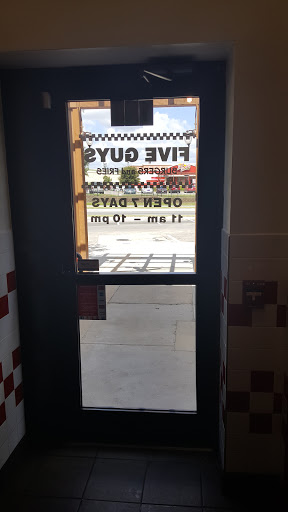 FIVE GUYS
BURGERS and FRIES
OPEN 7 DAYS
11 am - 10 pm